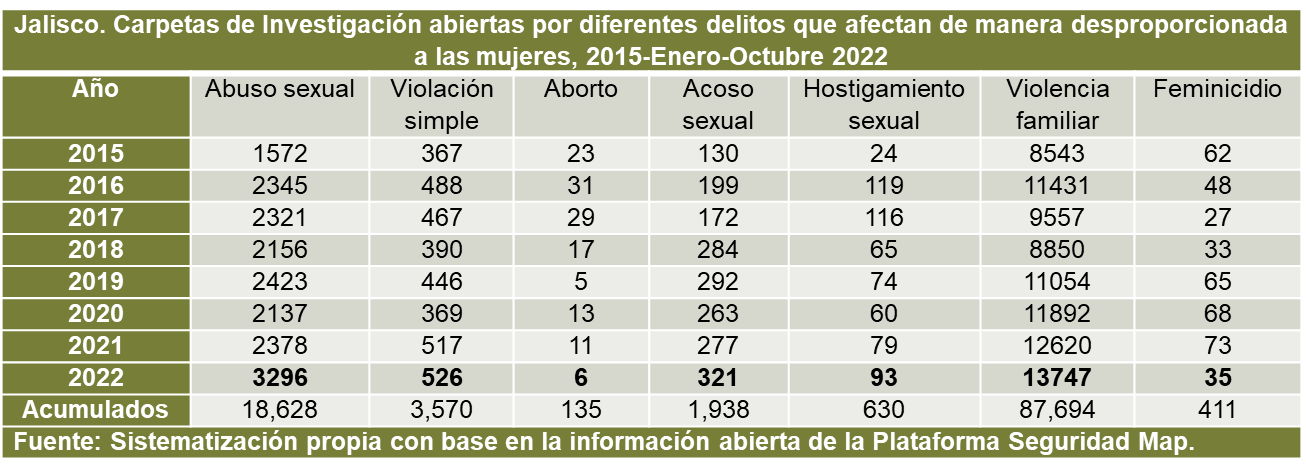 Jalisco. Carpetas de Investigación abiertas por diferentes delitos que afectan de manera desproporcionada
a las mujeres, 2015-Enero-Octubre 2022
Año Abuso sexual Violación simple Aborto Acoso sexual Hostigamiento sexual Violencia familiar Feminicidio
2015 1572 367 23 130 24 8543 62
2016 2345 488 31 199 119 11431 48
2017 2321 467 29 172 116 9557 27
2018 2156 390 17 284 65 8850 33
2019 2423 446 5 292 74 11054 65
2020 2137 369 13 263 60 11892 68
2021 2378 517 11 277 79 12620 73
2022 3296 526 6 321 93 13747 35
Acumulados 18,628 3,570 135 1,938 630 87,694 411
Fuente: Sistematización propia con base en la información abierta de la Plataforma Seguridad Map.